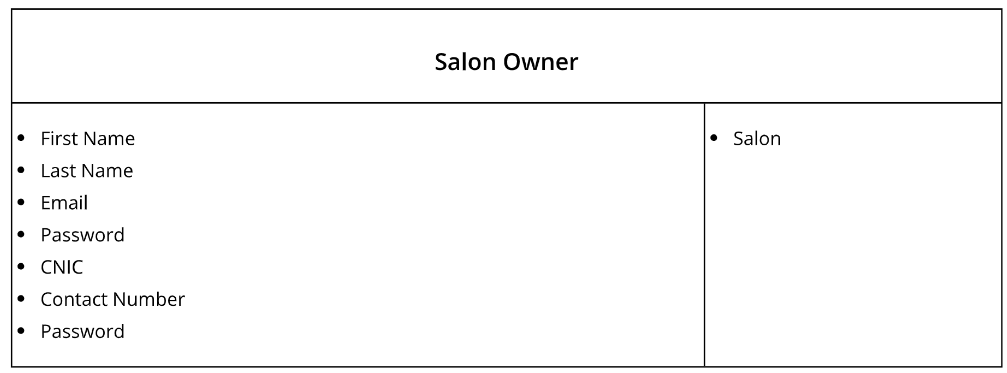 Salon Owner
• First Name
• Last Name
• Email
• Password
• CNIC
• Contact Number
• Password
• Salon